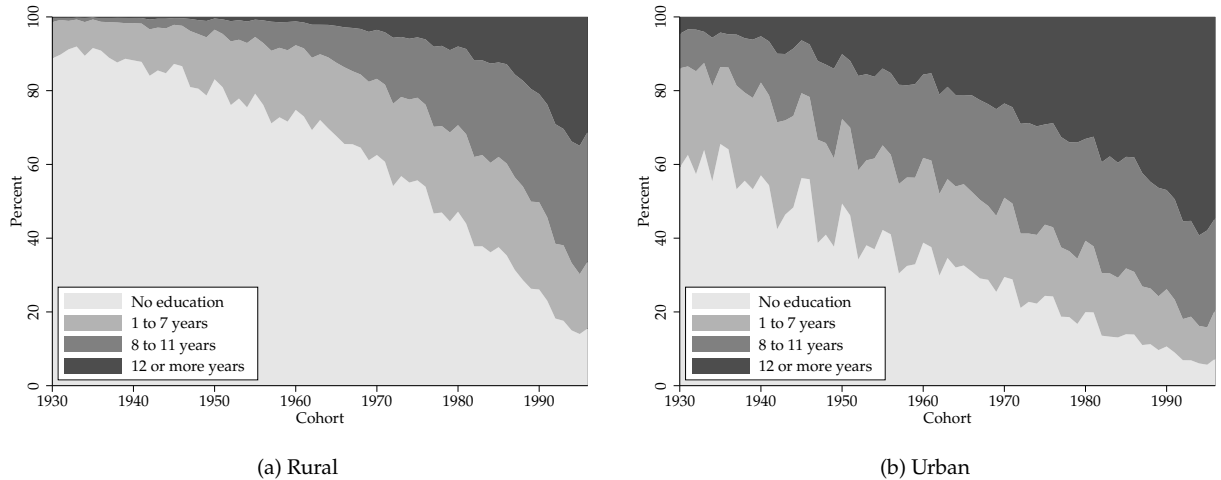 100
80
60
40
20
0
Percent
No education
1 to 7 years
8 to 11 years
12 or more years
1930 1940 1950 1960 1970 1980 1990
Cohort
(a) Rural
100
80
60
40
20
0
Percent
No education
1 to 7 years
8 to 11 years
12 or more years
1930 1940 1950 1960 1970 1980 1990
Cohort
(b) Urban